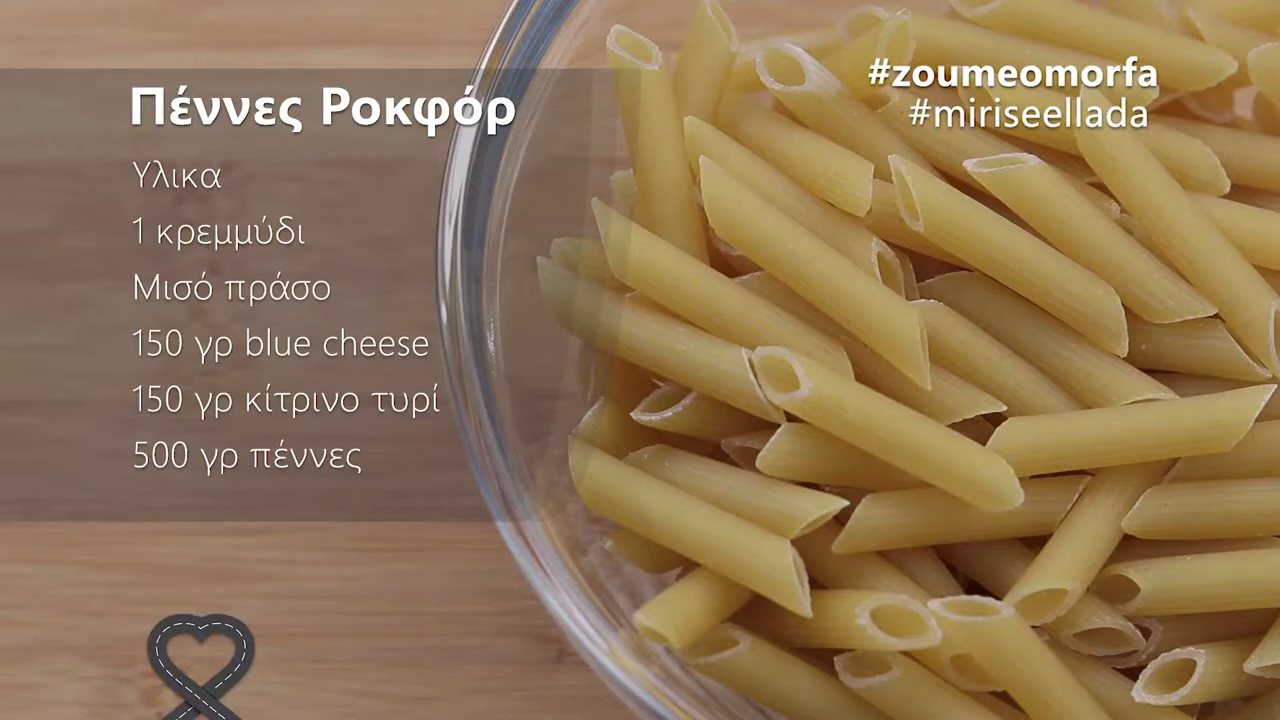 Πέννες Ροκφόρ
Υλικα
1 κρεμμύδι
Μισό πράσο
150 γρ blue cheese
150 γρ κίτρινο τυρί
500 γρ πέννες
#zoumeomorfa
#miriseellada